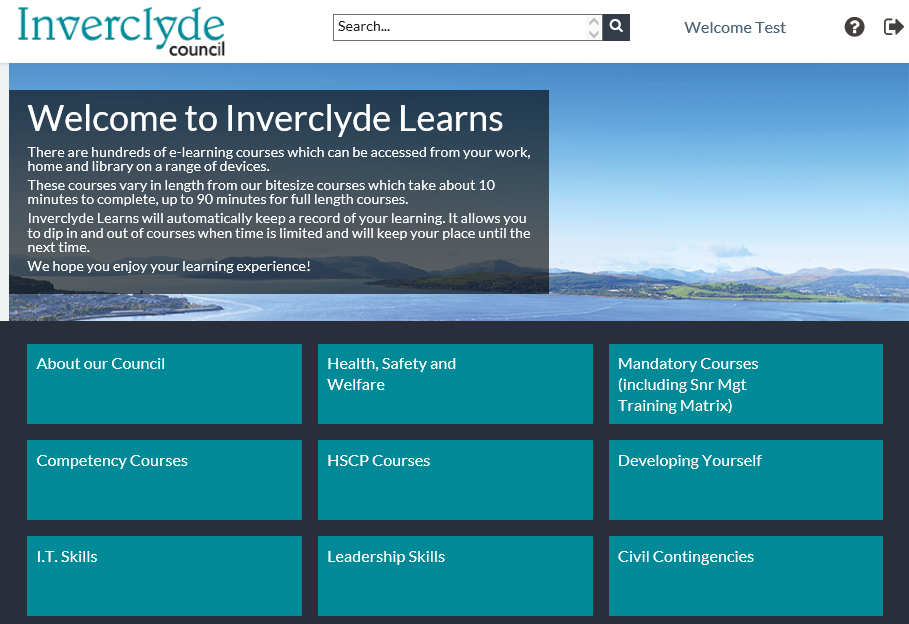 Inverclyde
council
Search...
Welcome Test
?
Welcome to Inverclyde Learns
There are hundreds of e-learning courses which can be accessed from your work,
home and library on a range of devices.
These courses vary in length from our bitesize courses which take about 10
minutes to complete, up to 90 minutes for full length courses.
Inverclyde Learns will automatically keep a record of your learning. It allows you
to dip in and out of courses when time is limited and will keep your place until the
next time.
We hope you enjoy your learning experience!
About our Council
Health, Safety and
Welfare
Mandatory Courses
(including Snr Mgt
Training Matrix)
Competency Courses
HSCP Courses
Developing Yourself
I.T. Skills
Leadership Skills
Civil Contingencies